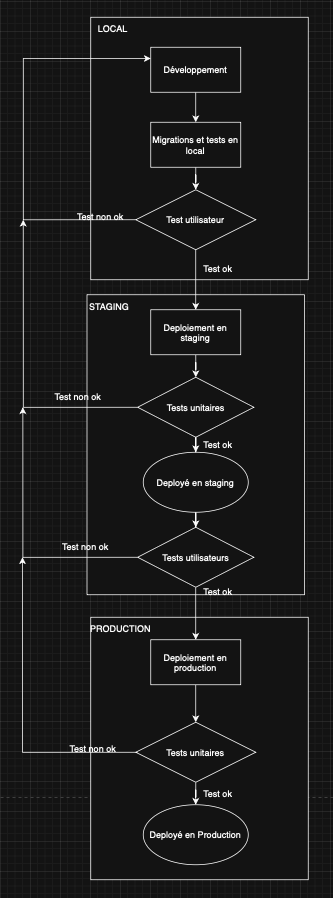 LOCAL
Développement
Migrations et tests en
local
Test utilisateur
Test non ok
Test ok
STAGING
Deploiement en
staging
Tests unitaires
Test non ok
Test ok
Deployé en staging
Tests utilisateurs
Test non ok
Test ok
PRODUCTION
Deploiement en
production
Tests unitaires
Test non ok
Test ok
Deployé en Production